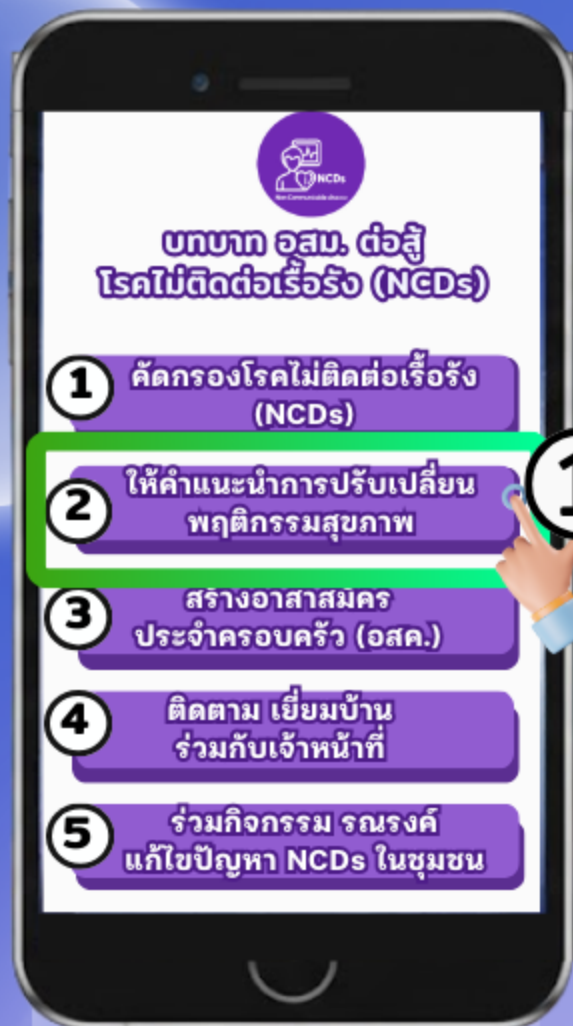 NCDs
Non Communicable disease
บทบาท อสม. ต่อสู้
โรคไม่ติดต่อเรื้อรัง (NCDs)
1
คัดกรองโรคไม่ติดต่อเรื้อรัง
(NCDs)
2
ให้คำแนะนำการปรับเปลี่ยน
พฤติกรรมสุขภาพ
1
3
สร้างอาสาสมัคร
ประจำครอบครัว (อสค.)
4
ติดตาม เยี่ยมบ้าน
ร่วมกับเจ้าหน้าที่
5
ร่วมกิจกรรม รณรงค์
แก้ไขปัญหา NCDs ในชุมชน